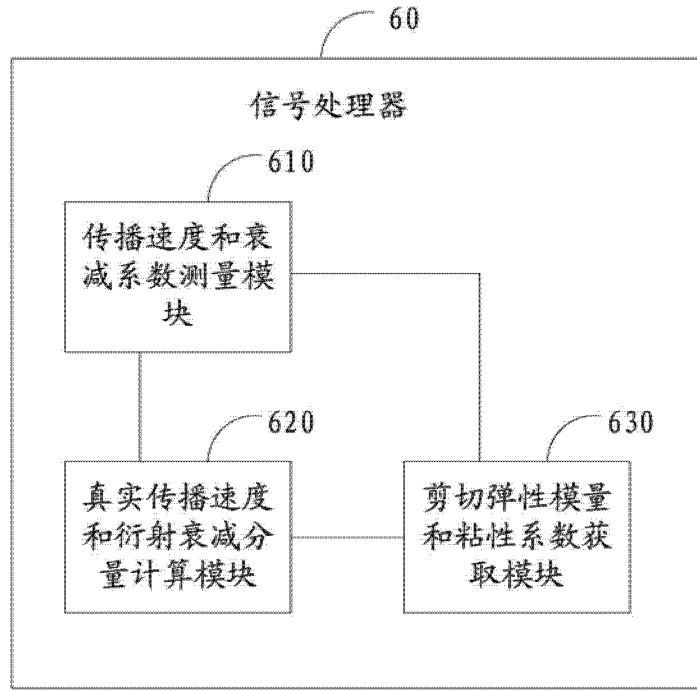 60
信号处理器
610
传播速度和衰
减系数测量模
块
620
真实传播速度
和衍射衰减分
量计算模块
630
剪切弹性模量
和粘性系数获
取模块